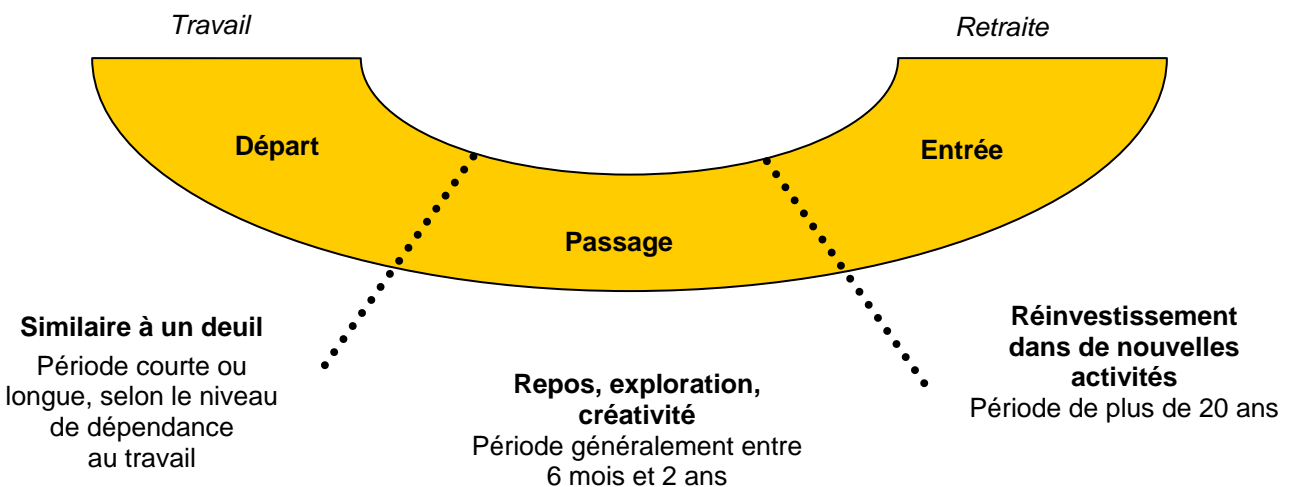 Travail
Retraite
Départ
Entrée
Passage
Similaire à un deuil
Période courte ou
longue, selon le niveau
de dépendance
au travail
Repos, exploration,
créativité
Période généralement entre
6 mois et 2 ans
Réinvestissement
dans de nouvelles
activités
Période de plus de 20 ans